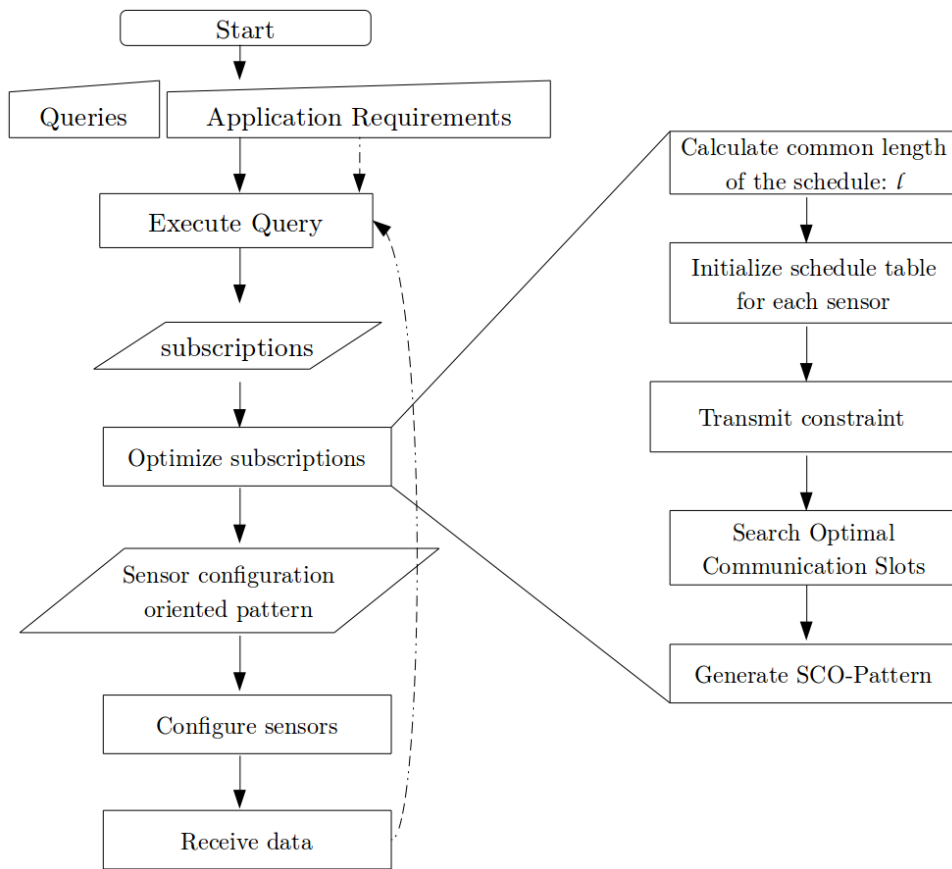 Start
Queries
Application Requirements
Execute Query
subscriptions
Optimize subscriptions
Sensor configuration
oriented pattern
Configure sensors
Receive data
Calculate common length
of the schedule: l
Initialize schedule table
for each sensor
Transmit constraint
Search Optimal
Communication Slots
Generate SCO-Pattern